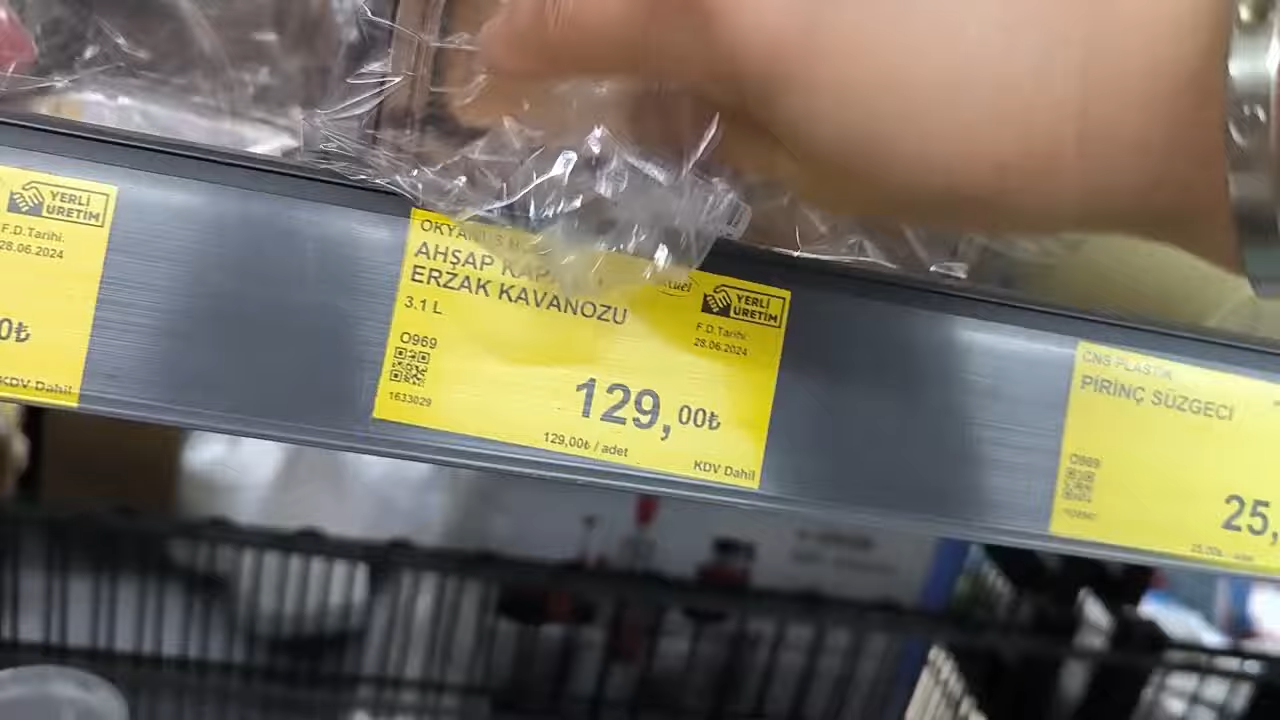 YERLİ
ÜRETİM
F.D.Tarihi:
28.06.2024
0₺
KDV Dahil
AHŞAP
ERZAK KAVANOZU
3.1 L
YERLİ
ÜRETİM
F.D.Tarihi:
28.06.2024
O969
1633029
129,00₺
129,00₺ / adet
KDV Dahil
CNS PLASTİK
PİRİNÇ SÜZGECİ
O969
25,